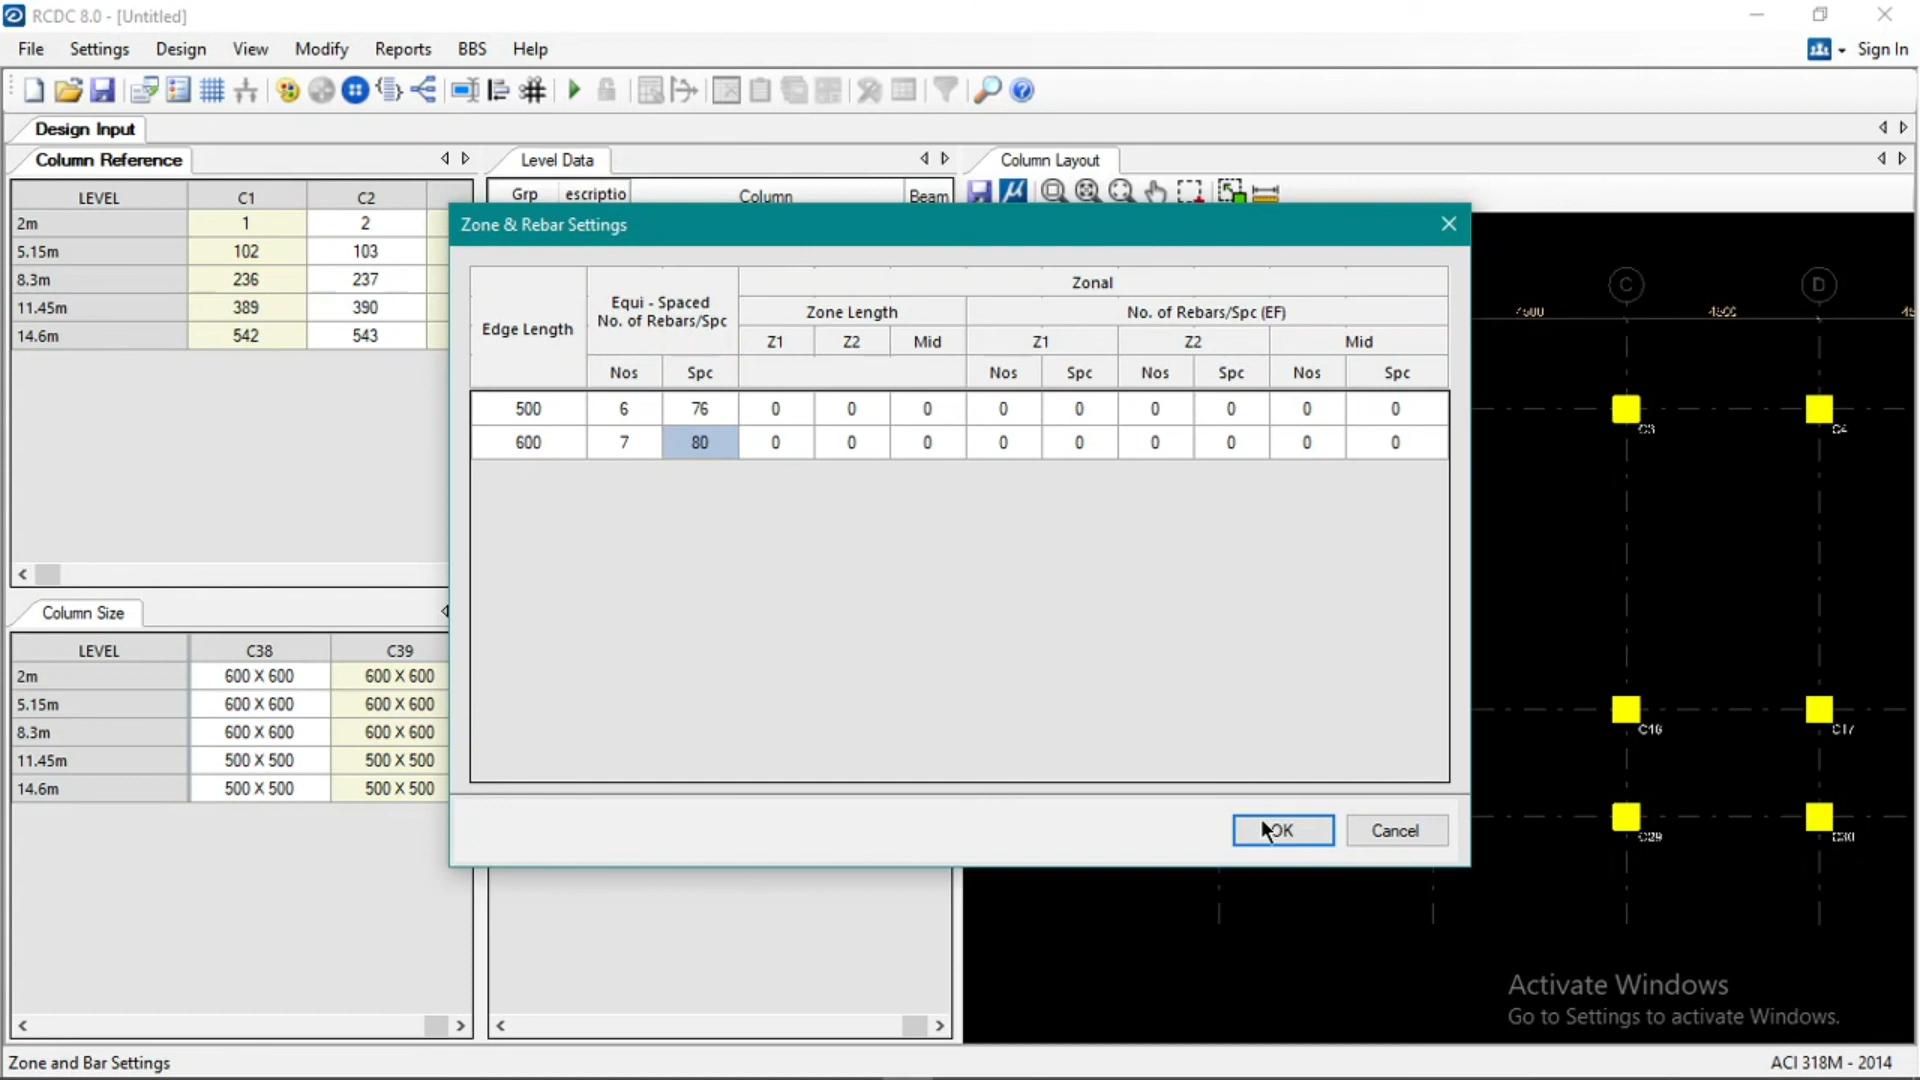 RCDC 8.0 - [Untitled]
File Settings Design View Modify Reports BBS Help
Sign In
Design Input
Column Reference
Level Data
Column Layout
LEVEL C1 C2
2m 1 2
5.15m 102 103
8.3m 236 237
11.45m 389 390
14.6m 542 543
Grp escriptio Column Beam
Zone & Rebar Settings
Edge Length
Equi - Spaced
No. of Rebars/Spc
Zonal
Zone Length
No. of Rebars/Spc (EF)
Z1 Z2 Mid Z1 Z2 Mid
Nos Spc Nos Spc Nos Spc Nos Spc
500 6 76 0 0 0 0 0 0 0 0 0
600 7 80 0 0 0 0 0 0 0 0 0
OK Cancel
Column Size
LEVEL C38 C39
2m 600 X 600 600 X 600
5.15m 600 X 600 600 X 600
8.3m 600 X 600 600 X 600
11.45m 500 X 500 500 X 500
14.6m 500 X 500 500 X 500
C D
4500
C3 C4
C16 C17
C29 C30
Activate Windows
Go to Settings to activate Windows.
Zone and Bar Settings
ACI 318M - 2014